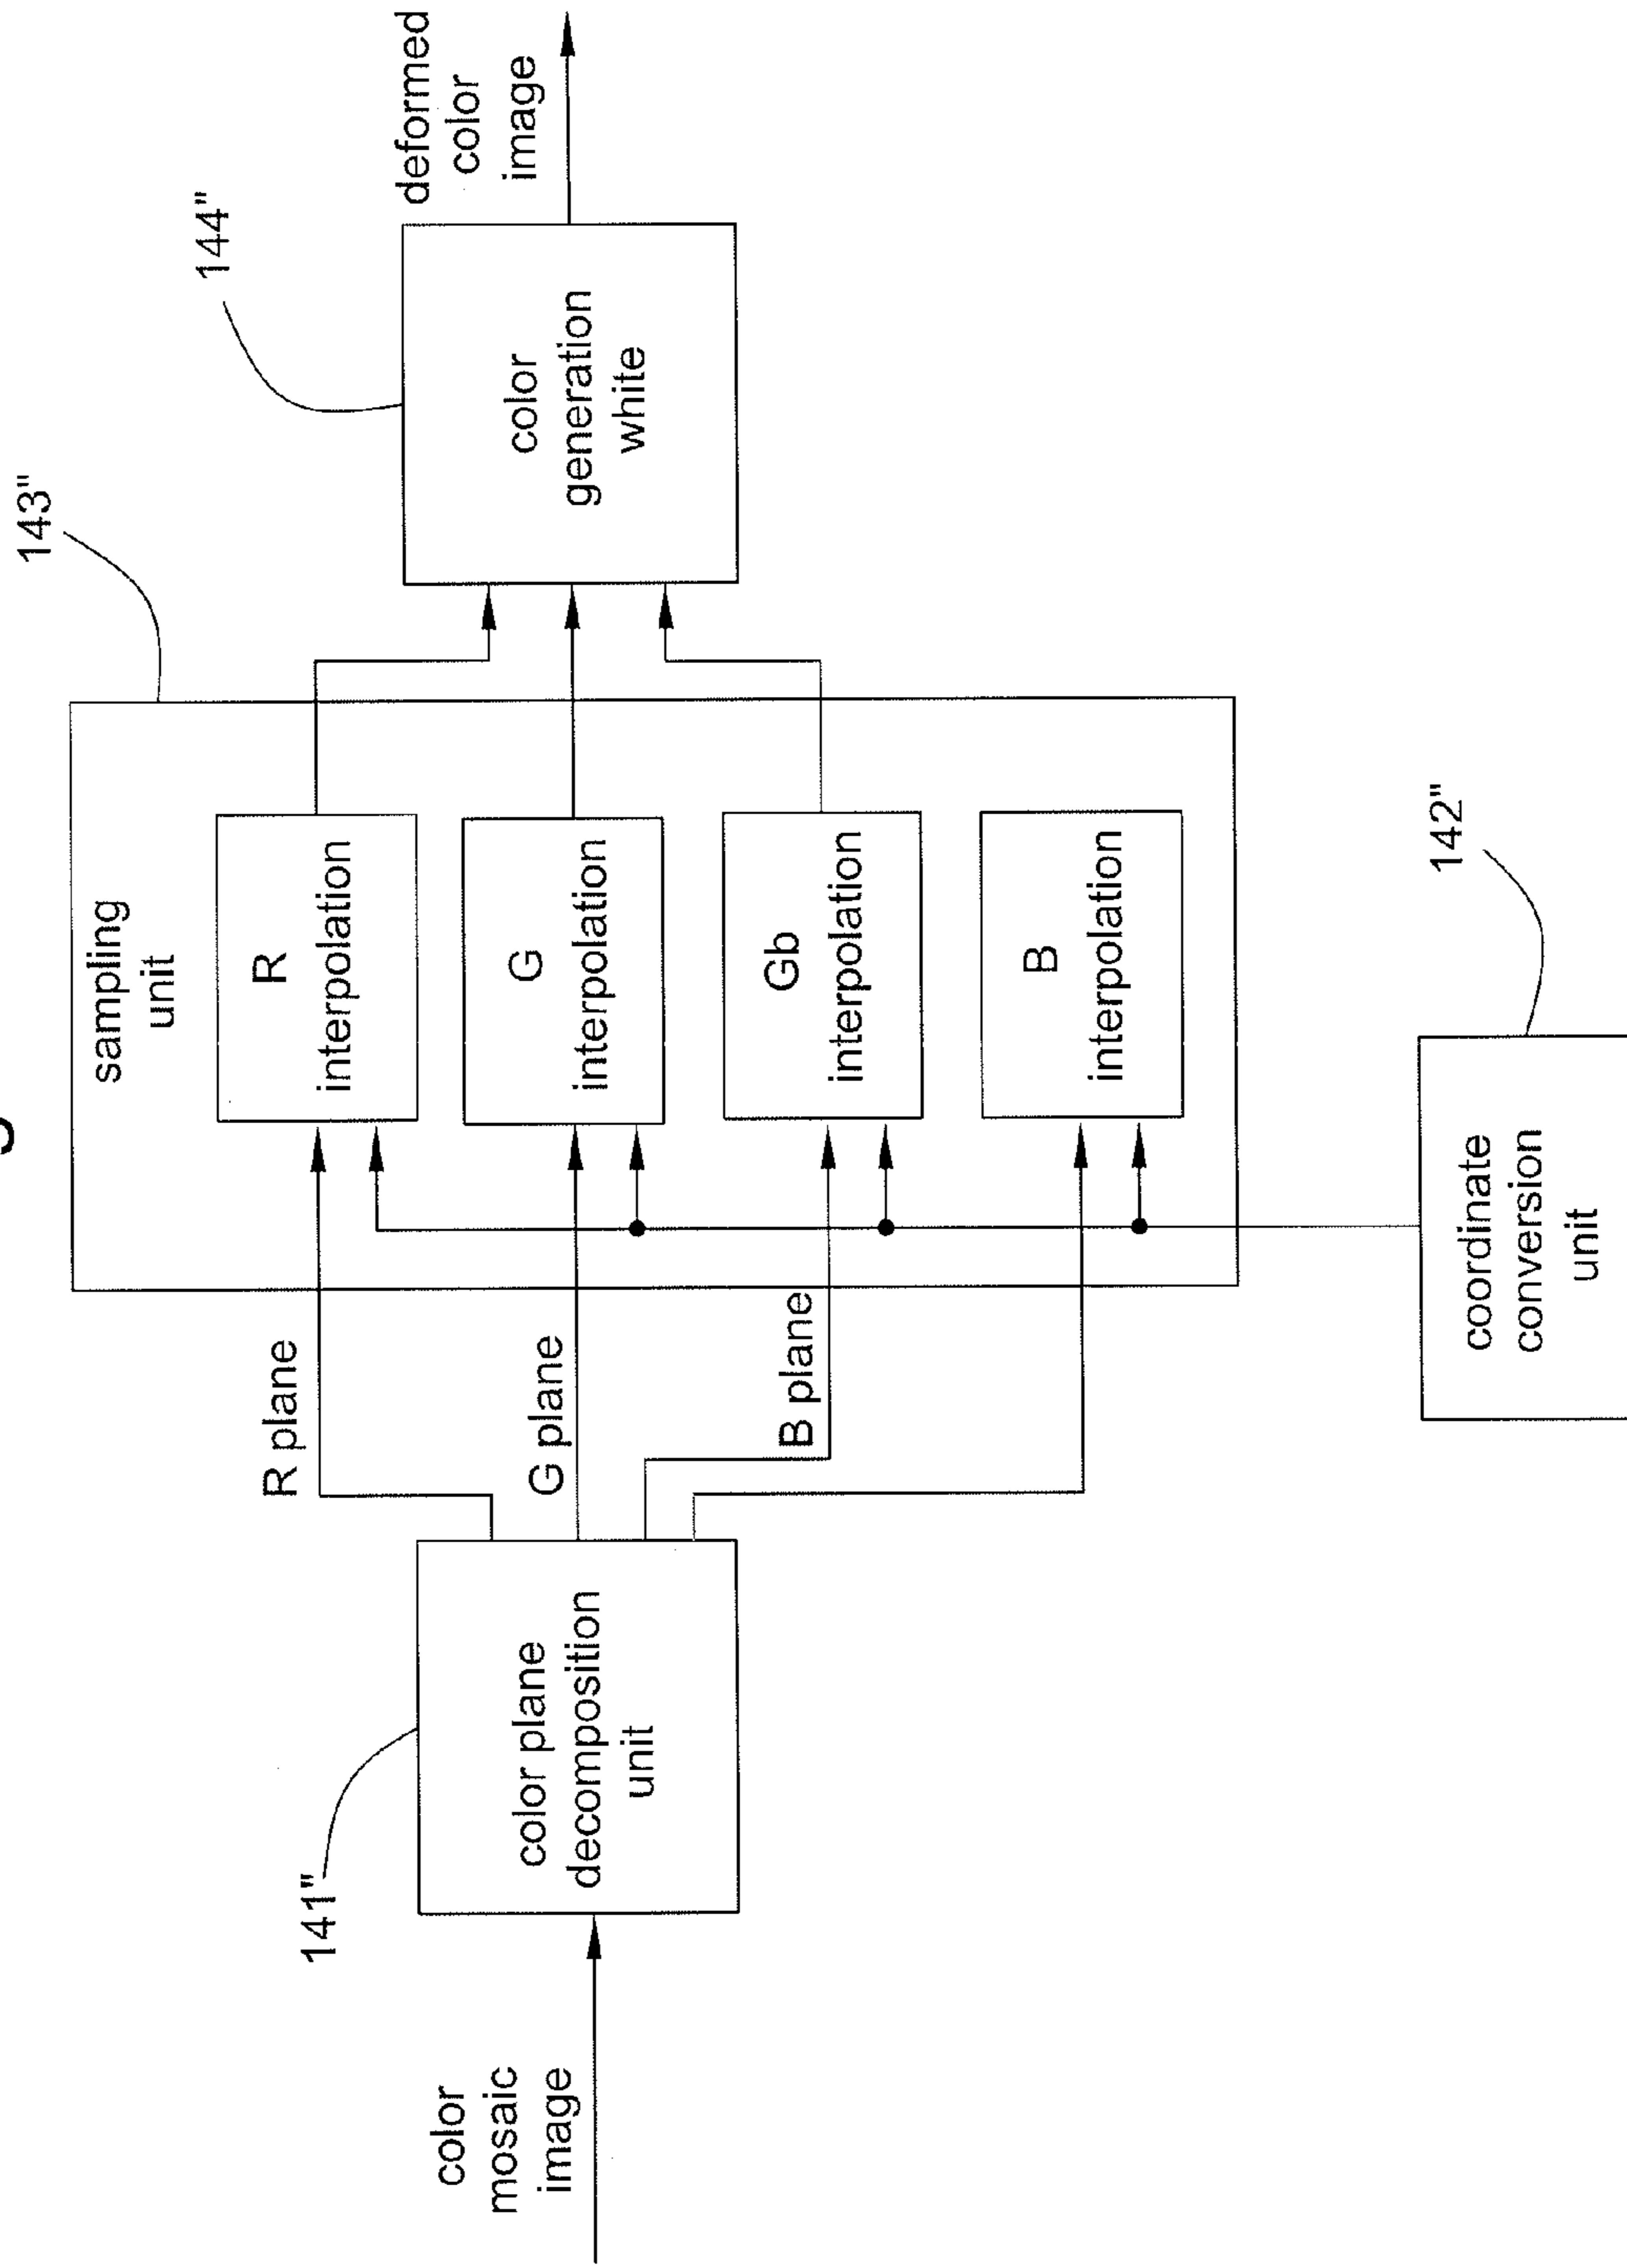 color
mosaic
image
141"
color plane
decomposition
unit
R plane
G plane
B plane
143"
sampling
unit
R
interpolation
G
interpolation
Gb
interpolation
B
interpolation
142"
coordinate
conversion
unit
144"
color
generation
white
deformed
color
image